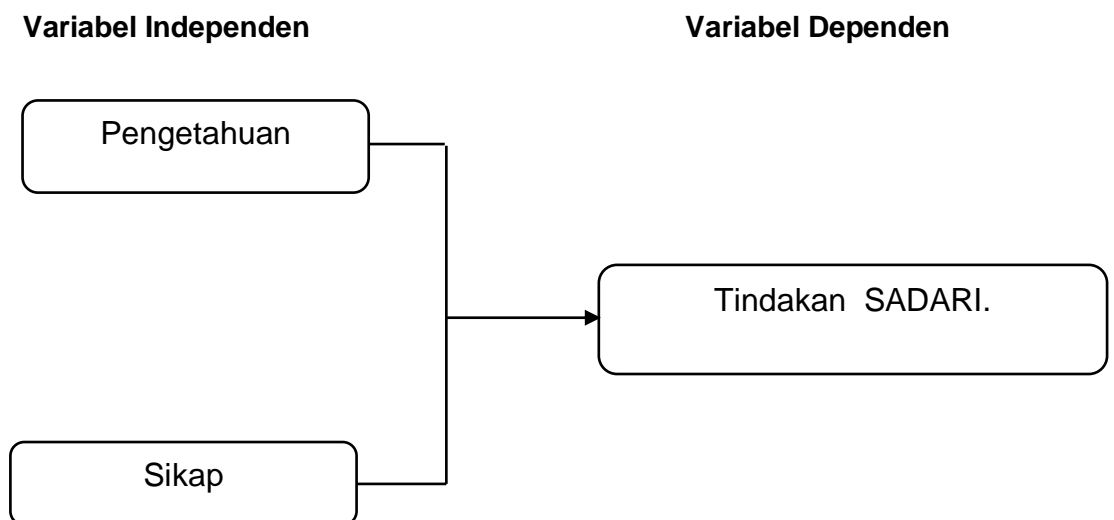 Variabel Independen
Variabel Dependen
Pengetahuan
Tindakan SADARI.
Sikap